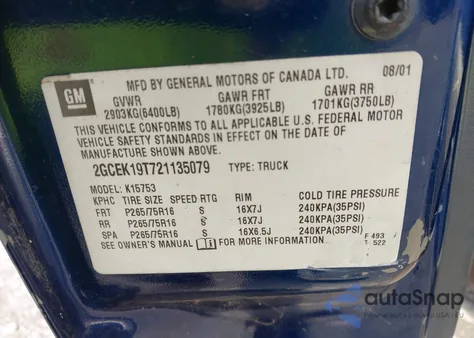 GM
MFD BY GENERAL MOTORS OF CANADA LTD. 08/01
GVWR GAWR FRT GAWR RR
2903KG(6400LB) 1780KG(3925LB) 1701KG(3750LB)
THIS VEHICLE CONFORMS TO ALL APPLICABLE U.S. FEDERAL MOTOR
VEHICLE SAFETY STANDARDS IN EFFECT ON THE DATE OF
MANUFACTURE SHOWN ABOVE.
2GCEK19T721135079 TYPE: TRUCK
MODEL: K15753
KPHC TIRE SIZE SPEED RIM COLD TIRE PRESSURE
FRT P265/75R16 S 16X7J 240KPA(35PSI)
RR P265/75R16 S 16X7J 240KPA(35PSI)
SPA P265/75R16 S 16X6.5J 240KPA(35PSI) F 493
SEE OWNER'S MANUAL FOR MORE INFORMATION. T 522
autoSnap